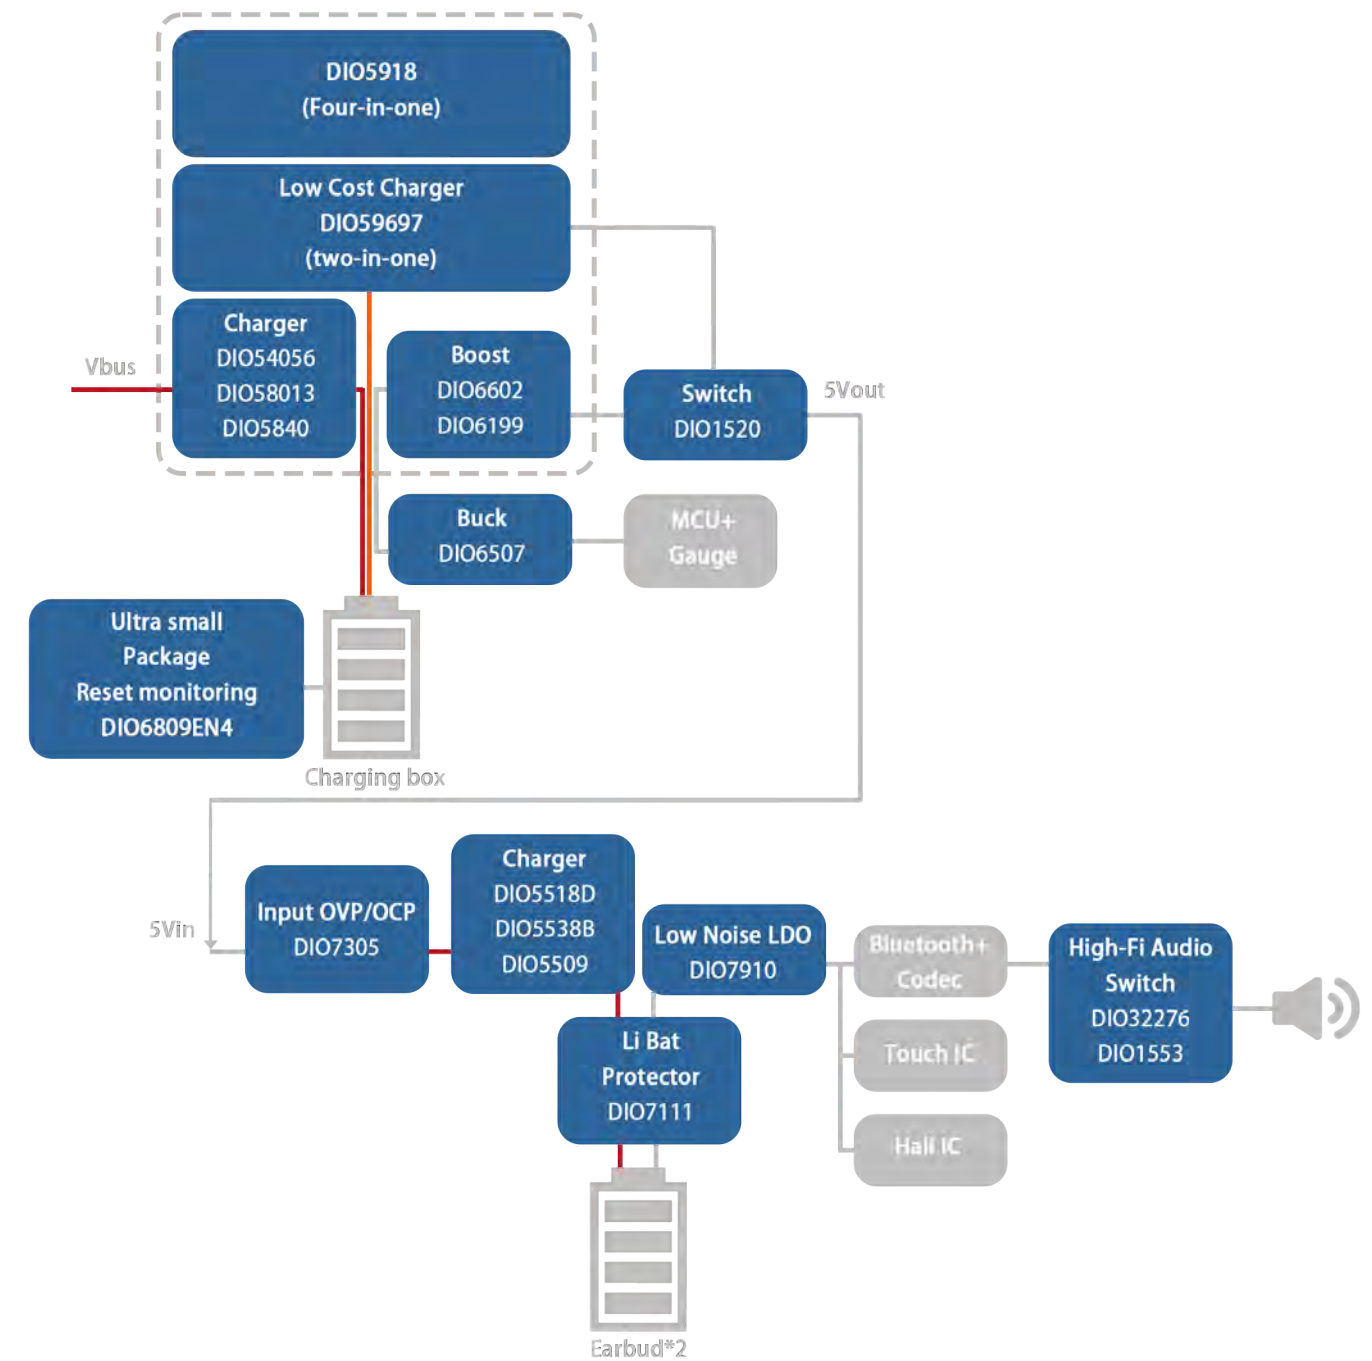 DIO5918
(Four-in-one)
Low Cost Charger
DIO59697
(two-in-one)
Charger
DIO54056
DIO58013
DIO5840
Vbus
Boost
DIO6602
DIO6199
Switch
DIO1520
5Vout
Buck
DIO6507
MCU+
Gauge
Ultra small
Package
Reset monitoring
DIO6809EN4
Charging box
5Vin
Input OVP/OCP
DIO7305
Charger
DIO5518D
DIO5538B
DIO5509
Low Noise LDO
DIO7910
Bluetooth+
Codec
High-Fi Audio
Switch
DIO32276
DIO1553
Touch IC
Li Bat
Protector
DIO7111
Hall IC
Earbud*2